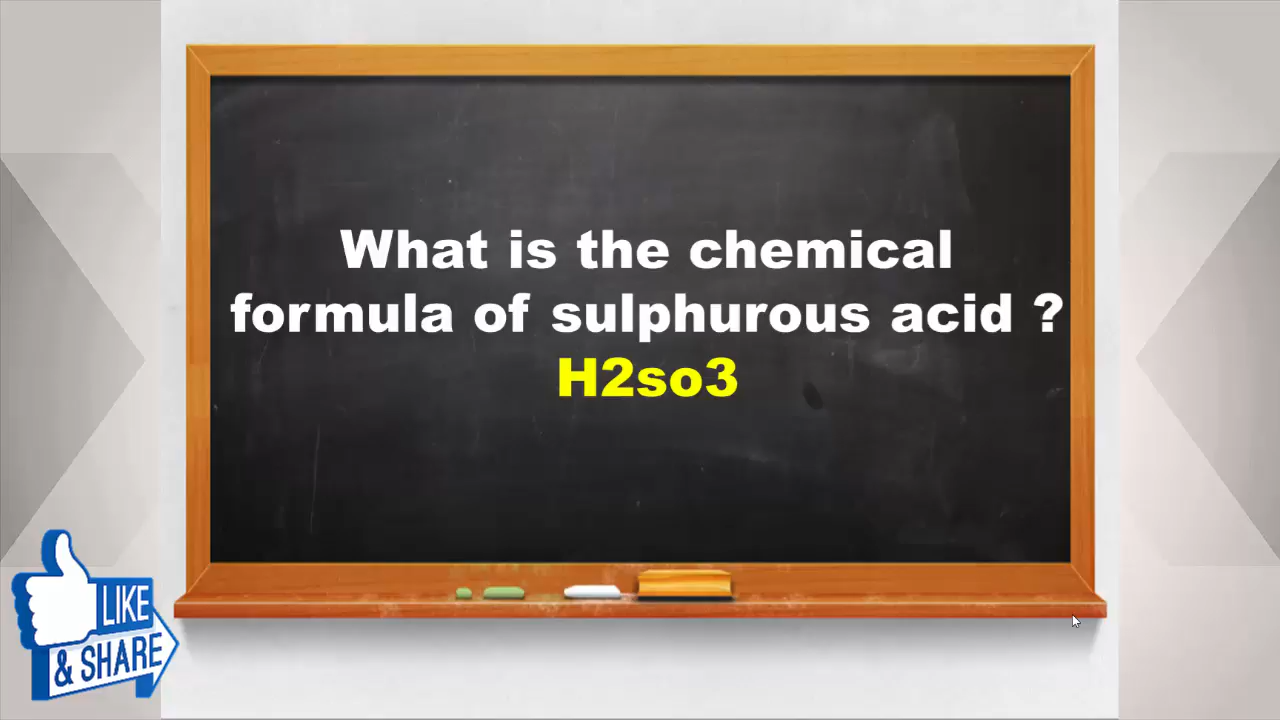 What is the chemical
formula of sulphurous acid ?
H2so3
LIKE
& SHARE